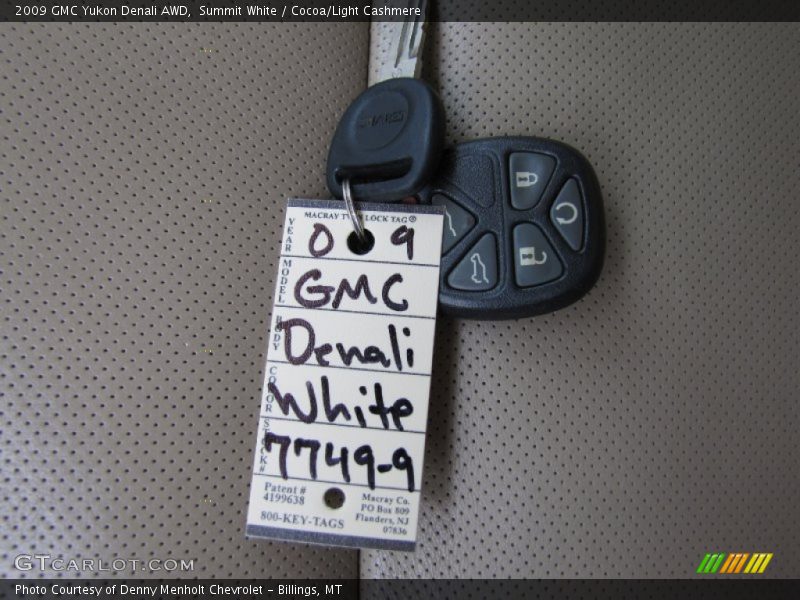 2009 GMC Yukon Denali AWD,  Summit White / Cocoa/Light Cashmere
GMC
MACRAY TWO LOCK TAG®
YEAR 0 9
MODEL GMC
BODY Denali
COLOR White
STOCK# 7749-9
Patent #
4199638
800-KEY-TAGS
Macray Co.
PO Box 809
Flanders, NJ
07836
GTCARLOT.COM
Photo Courtesy of Denny Menholt Chevrolet – Billings, MT